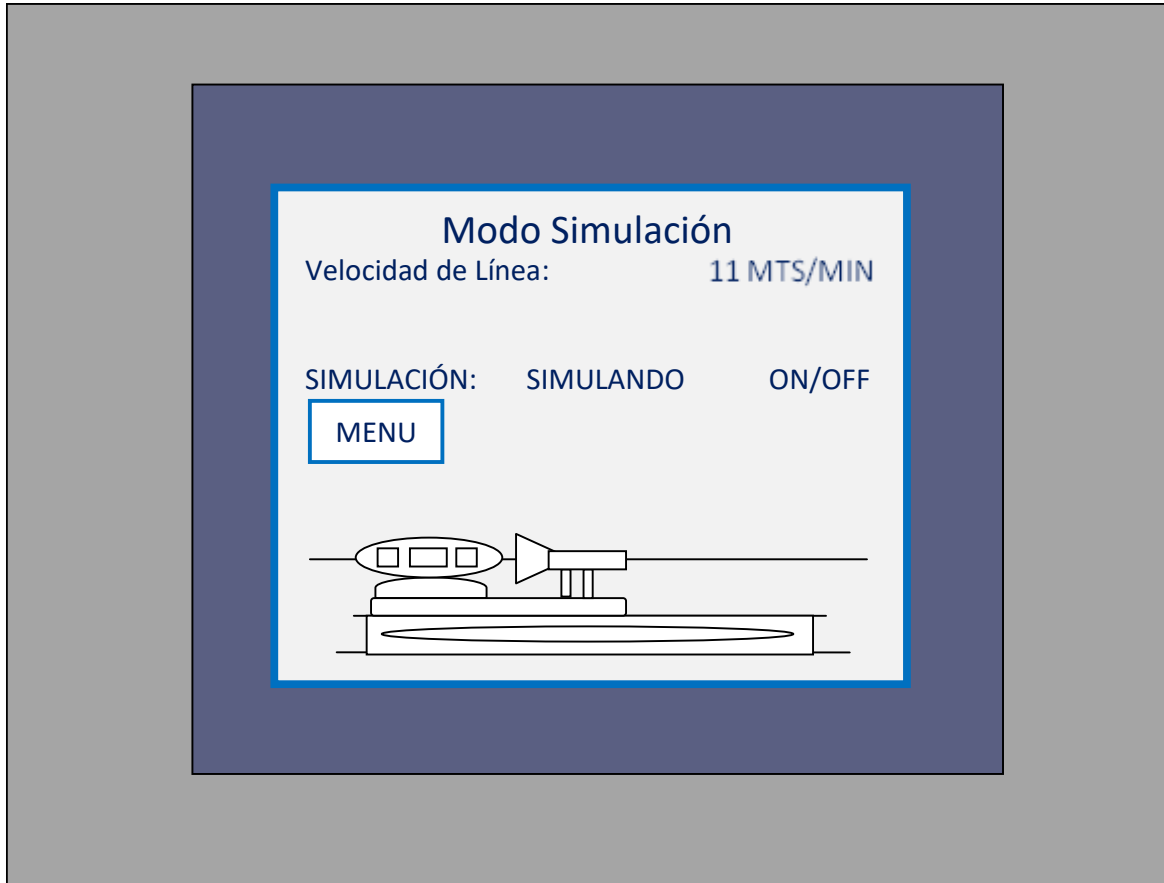 Modo Simulación
Velocidad de Línea: 11 MTS/MIN
SIMULACIÓN: SIMULANDO ON/OFF
MENU